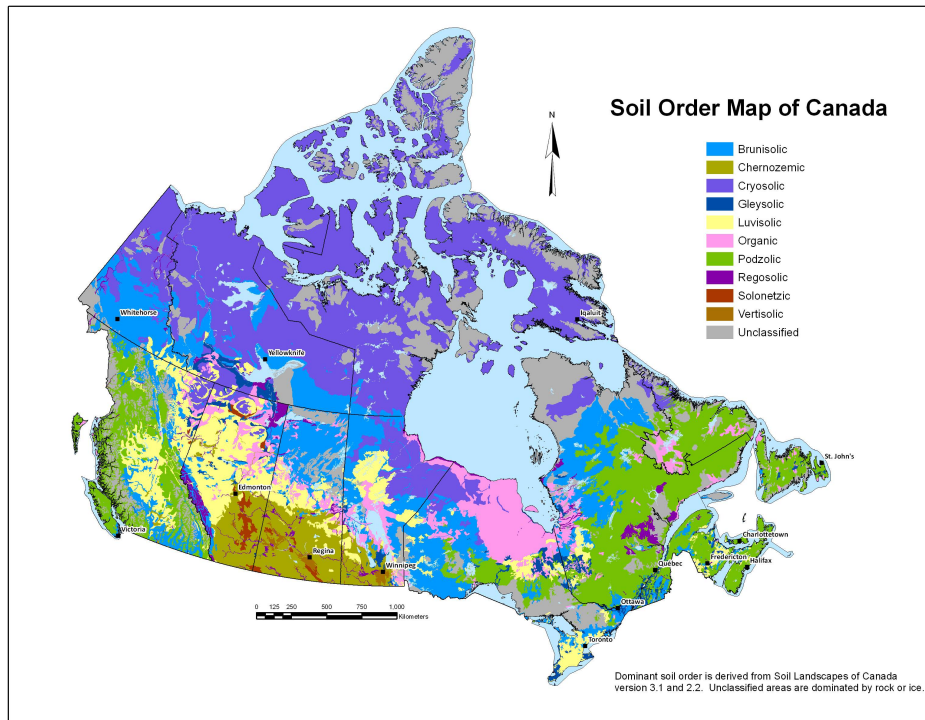 Soil Order Map of Canada
N
Brunisolic
Chernozemic
Cryosolic
Gleysolic
Luvisolic
Organic
Podzolic
Regosolic
Solonetzic
Vertisolic
Unclassified
Whitehorse
Iqaluit
Yellowknife
St. John's
Edmonton
Victoria
Charlottetown
Regina
Fredericton
Halifax
Winnipeg
Québec
Ottawa
Toronto
0 125 250 500 750 1,000
Kilometers
Dominant soil order is derived from Soil Landscapes of Canada
version 3.1 and 2.2. Unclassified areas are dominated by rock or ice.